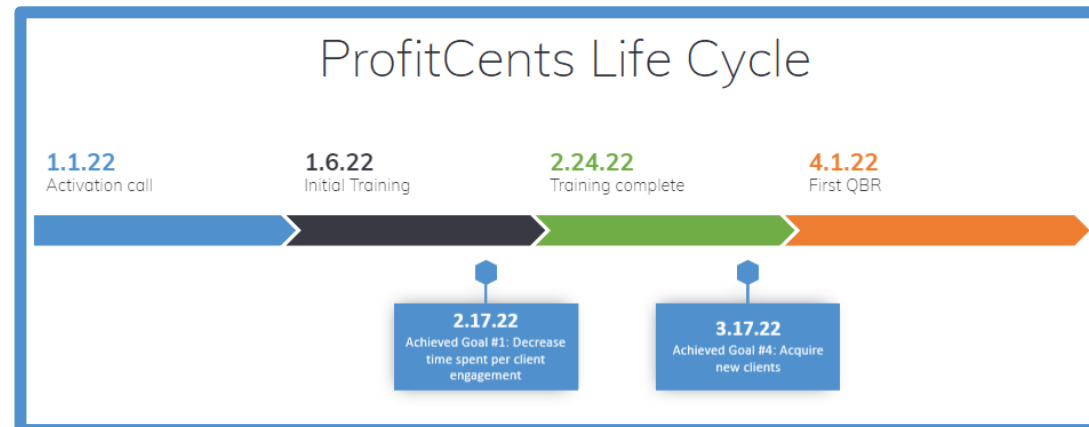 ProfitCents Life Cycle
1.1.22
Activation call
1.6.22
Initial Training
2.24.22
Training complete
4.1.22
First QBR
2.17.22
Achieved Goal #1: Decrease
time spent per client
engagement
3.17.22
Achieved Goal #4: Acquire
new clients